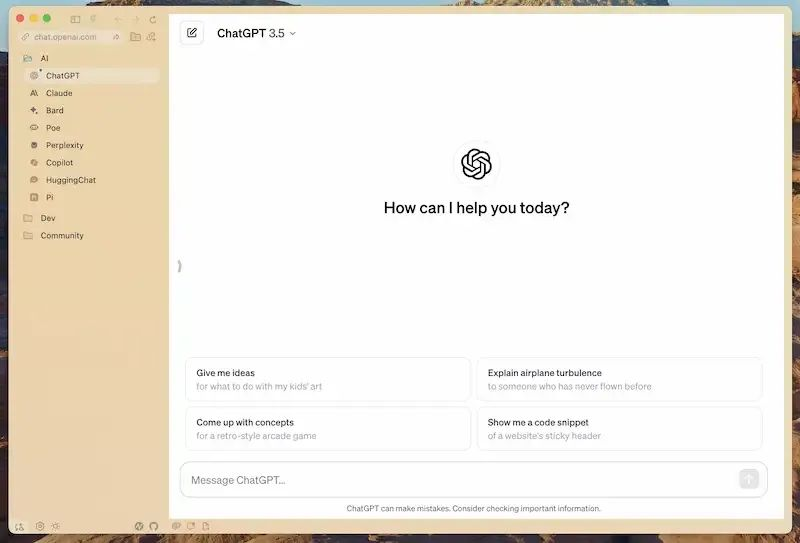 chat.openai.com
AI
ChatGPT
Claude
Bard
Poe
Perplexity
Copilot
HuggingChat
Pi
Dev
Community
ChatGPT 3.5
How can I help you today?
Give me ideas
for what to do with my kids' art
Explain airplane turbulence
to someone who has never flown before
Come up with concepts
for a retro-style arcade game
Show me a code snippet
of a website's sticky header
Message ChatGPT...
ChatGPT can make mistakes. Consider checking important information.